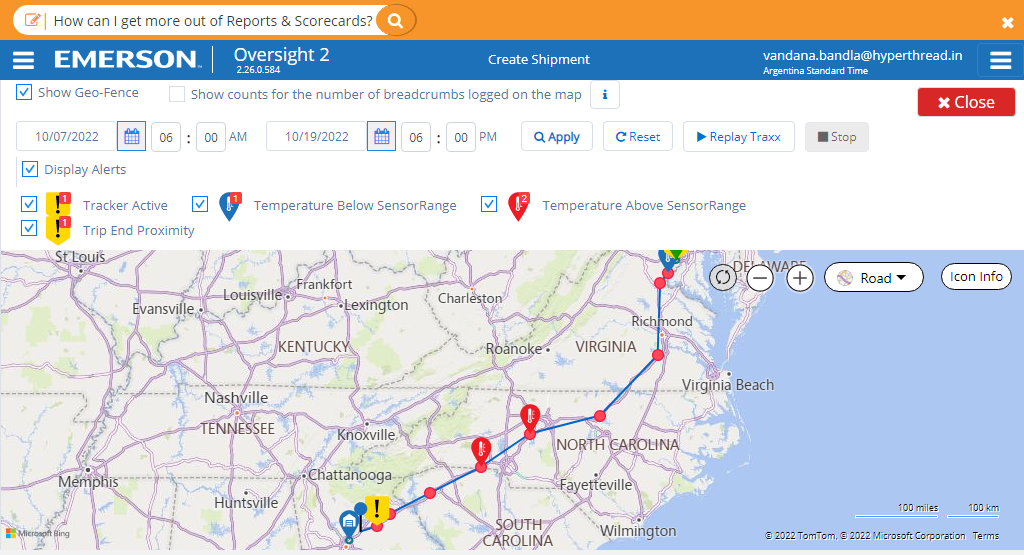 How can I get more out of Reports & Scorecards?
EMERSON
Oversight 2
2.26.0.584
Create Shipment
vandana.bandla@hyperthread.in
Argentina Standard Time
Show Geo-Fence
Show counts for the number of breadcrumbs logged on the map
i
Close
10/07/2022
06 : 00 AM
10/19/2022
06 : 00 PM
Apply
Reset
Replay Traxx
Stop
Display Alerts
1 Tracker Active
1 Temperature Below SensorRange
2 Temperature Above SensorRange
1 Trip End Proximity
St Louis
Frankfort
DELAWARE
Road
Icon Info
Louisville
Evansville
Lexington
Charleston
Richmond
KENTUCKY
Roanoke
VIRGINIA
Virginia Beach
Nashville
TENNESSEE
Knoxville
NORTH CAROLINA
Chattanooga
Memphis
Fayetteville
Huntsville
100 miles
100 km
SOUTH
CAROLINA
Wilmington
Microsoft Bing
© 2022 TomTom, © 2022 Microsoft Corporation Terms